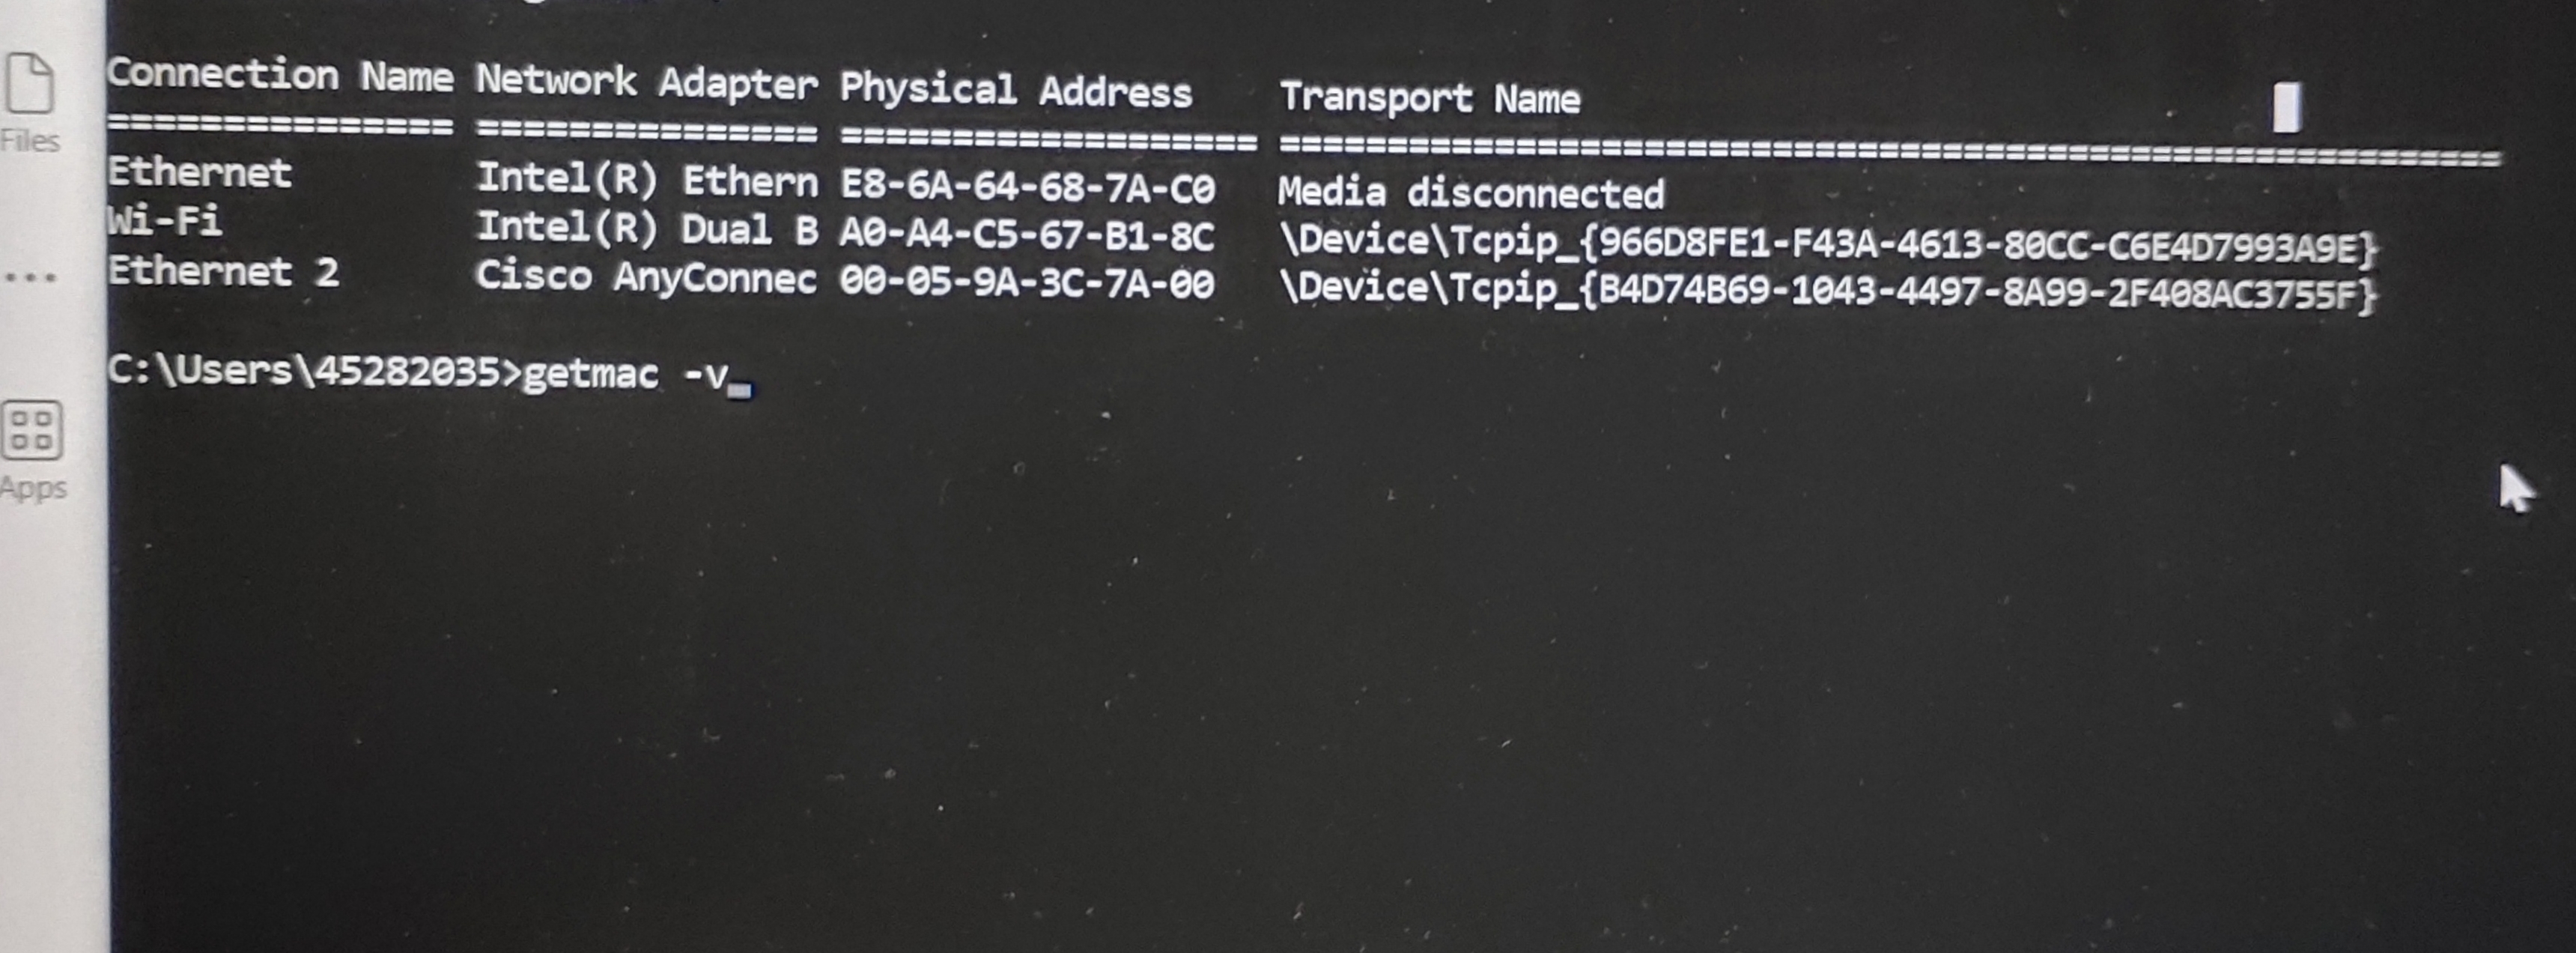 Connection Name Network Adapter Physical Address    Transport Name
=============== =============== =================== ==========================================================
Ethernet        Intel(R) Ethern E8-6A-64-68-7A-C0   Media disconnected
Wi-Fi           Intel(R) Dual B A0-A4-C5-67-B1-8C   \Device\Tcpip_{966D8FE1-F43A-4613-80CC-C6E4D7993A9E}
Ethernet 2      Cisco AnyConnec 00-05-9A-3C-7A-00   \Device\Tcpip_{B4D74B69-1043-4497-8A99-2F408AC3755F}
C:\Users\45282035>getmac -v_
Files
...
Apps